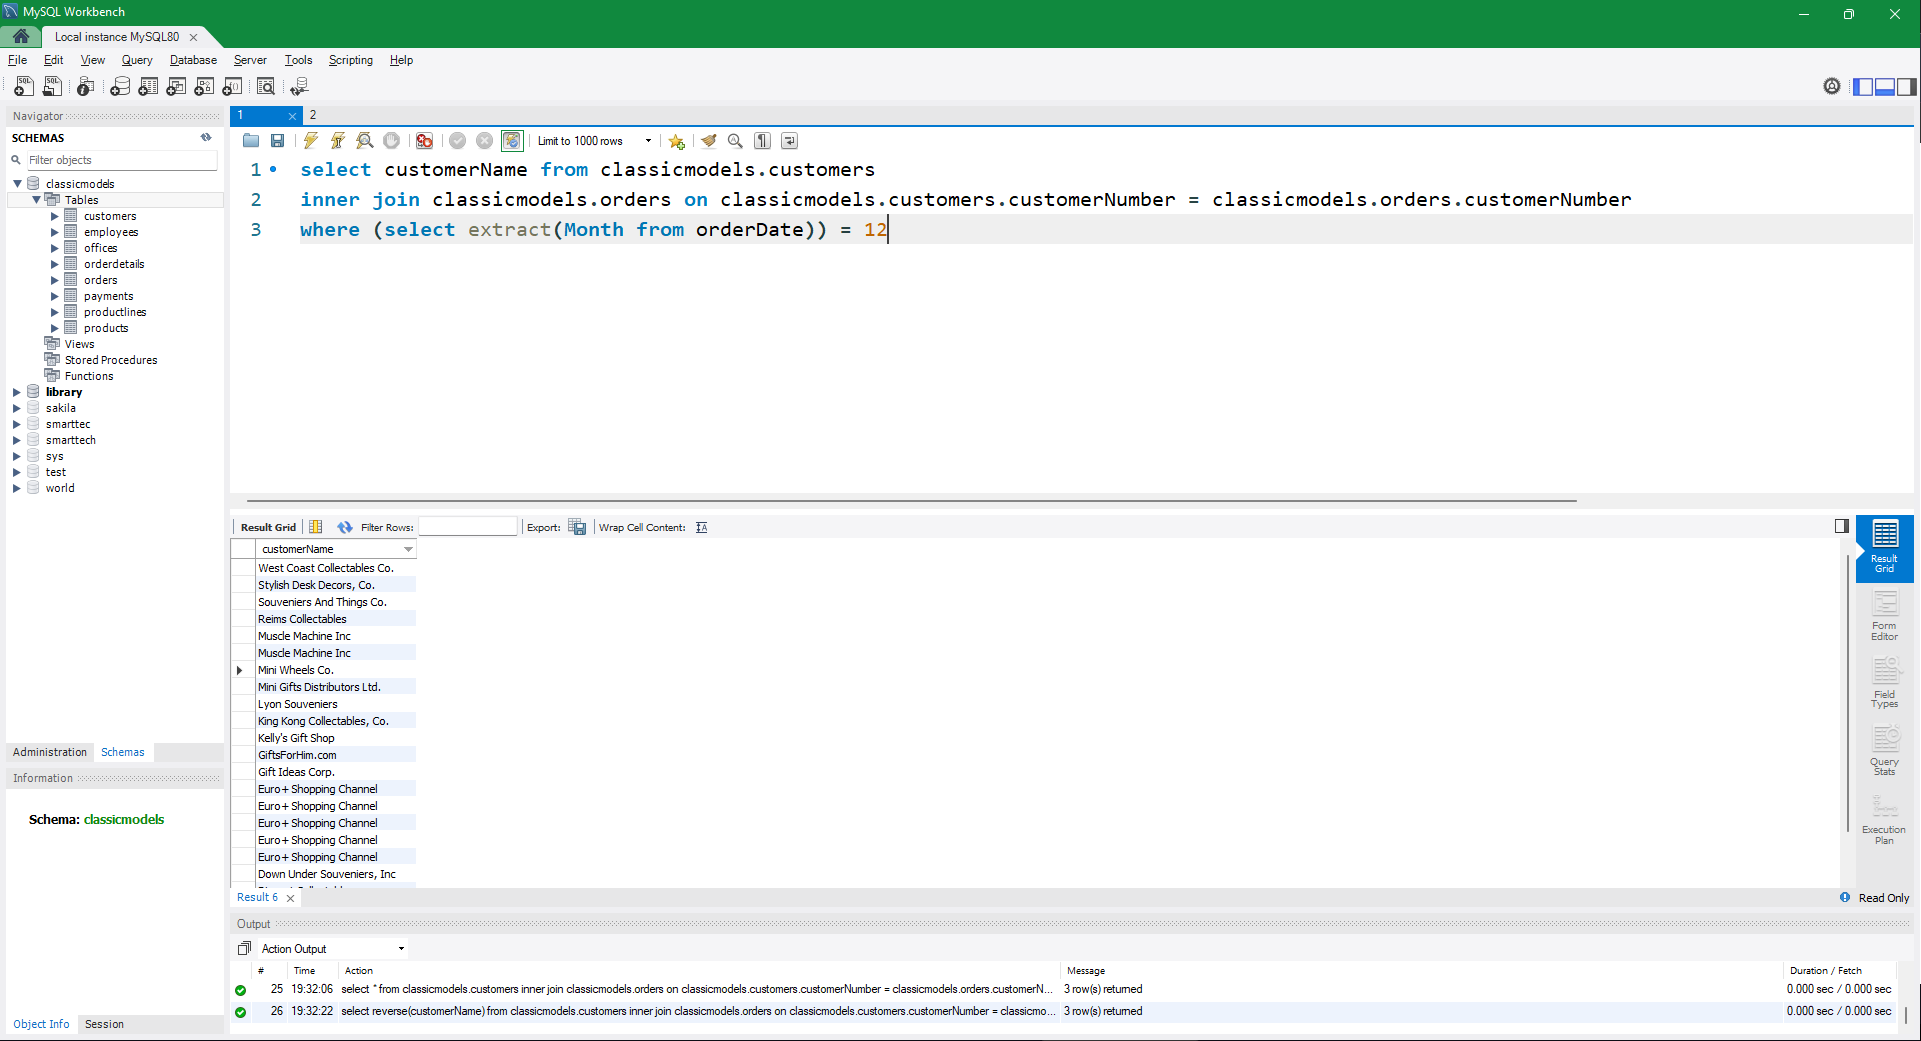 MySQL Workbench
Local instance MySQL80
File Edit View Query Database Server Tools Scripting Help
Navigator
SCHEMAS
Filter objects
classicmodels
Tables
customers
employees
offices
orderdetails
orders
payments
productlines
products
Views
Stored Procedures
Functions
library
sakila
smarttec
smarttech
sys
test
world
Administration Schemas
Information
Schema: classicmodels
Object Info Session
1 2
Limit to 1000 rows
1 select customerName from classicmodels.customers
2 inner join classicmodels.orders on classicmodels.customers.customerNumber = classicmodels.orders.customerNumber
3 where (select extract(Month from orderDate)) = 12
Result Grid Filter Rows: Export: Wrap Cell Content:
customerName
West Coast Collectables Co.
Stylish Desk Decors, Co.
Souveniers And Things Co.
Reims Collectables
Muscle Machine Inc
Muscle Machine Inc
Mini Wheels Co.
Mini Gifts Distributors Ltd.
Lyon Souveniers
King Kong Collectables, Co.
Kelly's Gift Shop
GiftsForHim.com
Gift Ideas Corp.
Euro+ Shopping Channel
Euro+ Shopping Channel
Euro+ Shopping Channel
Euro+ Shopping Channel
Euro+ Shopping Channel
Down Under Souveniers, Inc
Result
Grid
Form
Editor
Field
Types
Query
Stats
Execution
Plan
Result 6
Read Only
Output
Action Output
# Time Action Message Duration / Fetch
25 19:32:06 select * from classicmodels.customers inner join classicmodels.orders on classicmodels.customers.customerNumber = classicmodels.orders.customerN... 3 row(s) returned 0.000 sec / 0.000 sec
26 19:32:22 select reverse(customerName) from classicmodels.customers inner join classicmodels.orders on classicmodels.customers.customerNumber = classicmo... 3 row(s) returned 0.000 sec / 0.000 sec